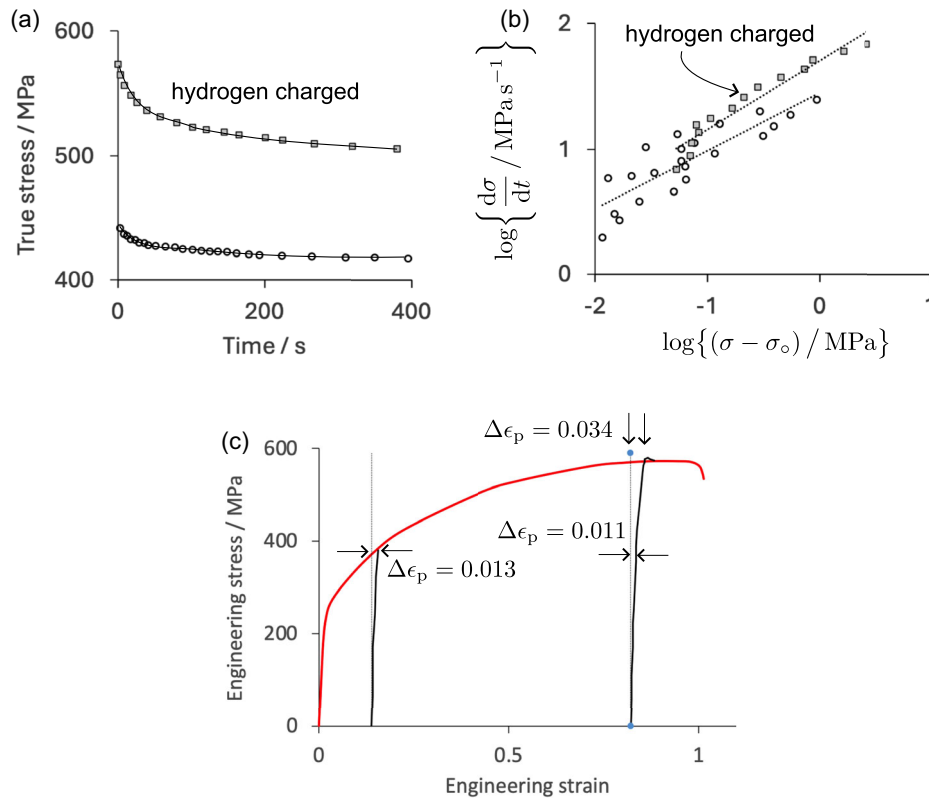 (a)
600
500
400
True stress / MPa
hydrogen charged
0
200
400
Time / s
(b)
2
1
0
log{dσ/dt / MPa s⁻¹}
hydrogen charged
-2
-1
0
1
log{(σ − σ∘) / MPa}
(c)
600
400
200
0
Engineering stress / MPa
Δϵp = 0.034
Δϵp = 0.011
Δϵp = 0.013
0
0.5
1
Engineering strain